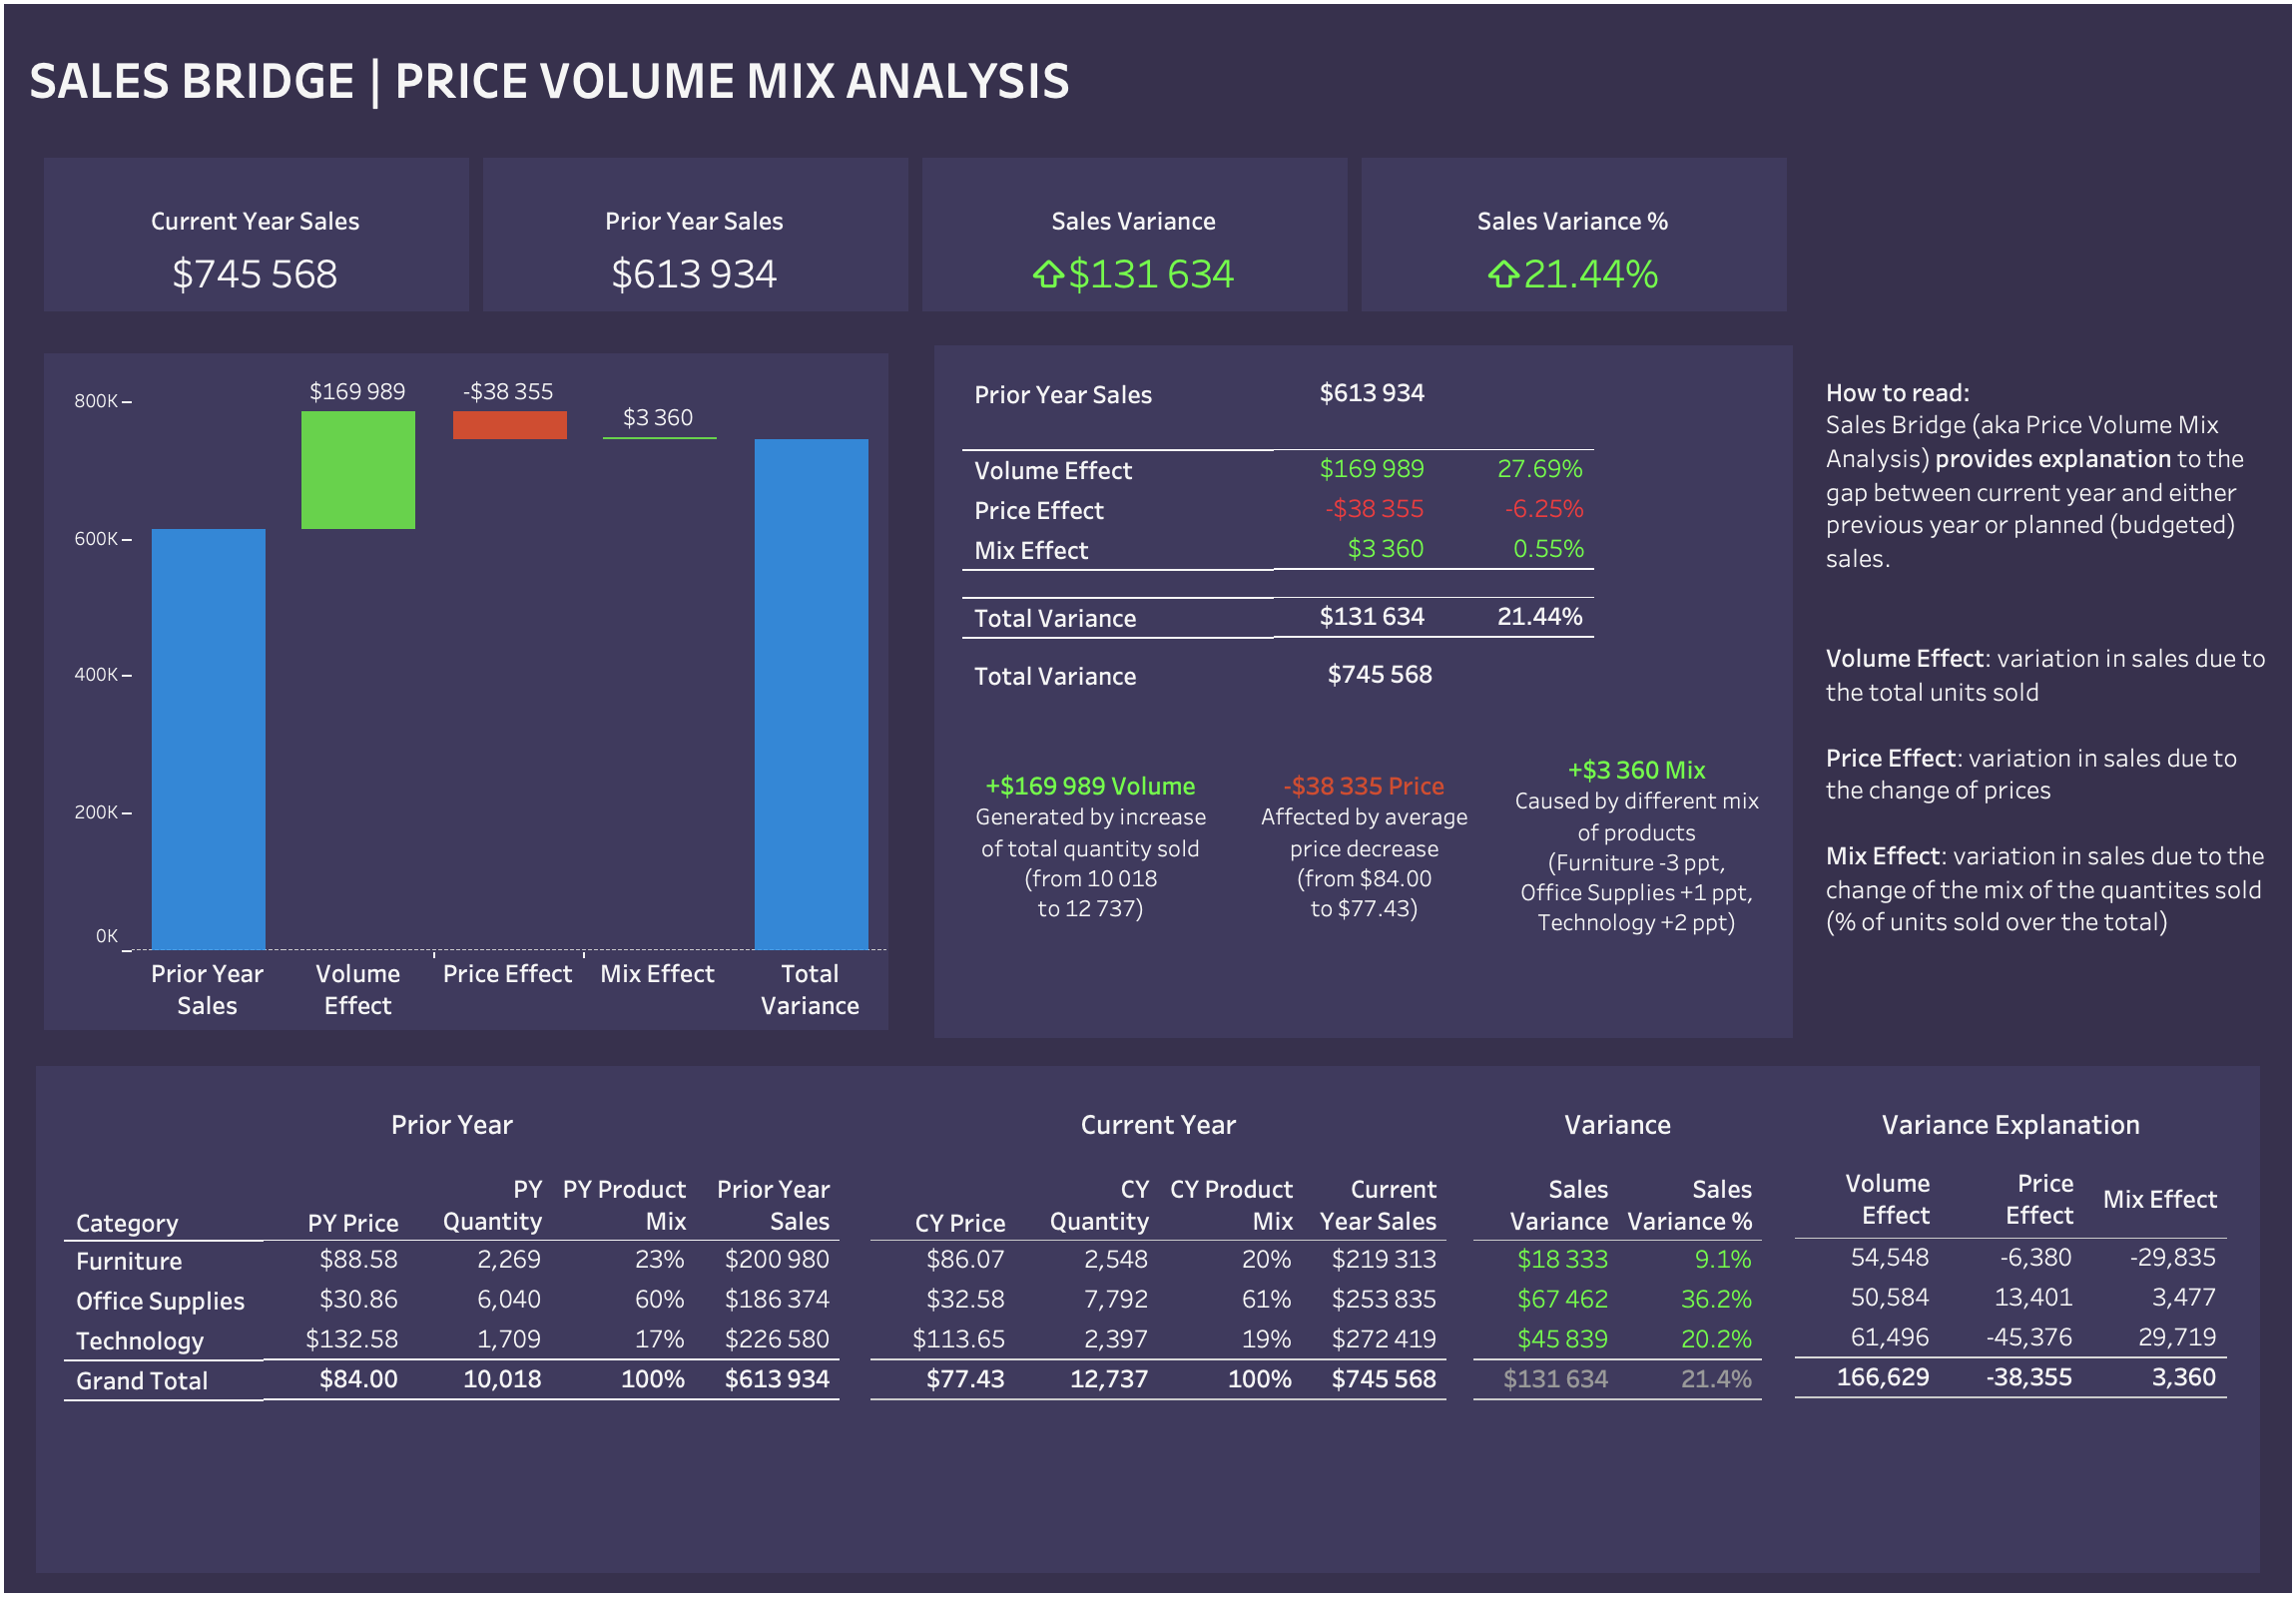 SALES BRIDGE | PRICE VOLUME MIX ANALYSIS
Current Year Sales
$745 568
Prior Year Sales
$613 934
Sales Variance
$131 634
Sales Variance %
21.44%
800K
600K
400K
200K
0K
$169 989
-$38 355
$3 360
Prior Year
Sales
Volume
Effect
Price Effect
Mix Effect
Total
Variance
Prior Year Sales $613 934
Volume Effect $169 989 27.69%
Price Effect -$38 355 -6.25%
Mix Effect $3 360 0.55%
Total Variance $131 634 21.44%
Total Variance $745 568
+$169 989 Volume
Generated by increase
of total quantity sold
(from 10 018
to 12 737)
-$38 335 Price
Affected by average
price decrease
(from $84.00
to $77.43)
+$3 360 Mix
Caused by different mix
of products
(Furniture -3 ppt,
Office Supplies +1 ppt,
Technology +2 ppt)
How to read:
Sales Bridge (aka Price Volume Mix
Analysis) provides explanation to the
gap between current year and either
previous year or planned (budgeted)
sales.
Volume Effect: variation in sales due to
the total units sold
Price Effect: variation in sales due to
the change of prices
Mix Effect: variation in sales due to the
change of the mix of the quantites sold
(% of units sold over the total)
Prior Year Current Year Variance Variance Explanation
Category PY Price PY Quantity PY Product Mix Prior Year Sales CY Price CY Quantity CY Product Mix Current Year Sales Sales Variance Sales Variance % Volume Effect Price Effect Mix Effect
Furniture $88.58 2,269 23% $200 980 $86.07 2,548 20% $219 313 $18 333 9.1% 54,548 -6,380 -29,835
Office Supplies $30.86 6,040 60% $186 374 $32.58 7,792 61% $253 835 $67 462 36.2% 50,584 13,401 3,477
Technology $132.58 1,709 17% $226 580 $113.65 2,397 19% $272 419 $45 839 20.2% 61,496 -45,376 29,719
Grand Total $84.00 10,018 100% $613 934 $77.43 12,737 100% $745 568 $131 634 21.4% 166,629 -38,355 3,360